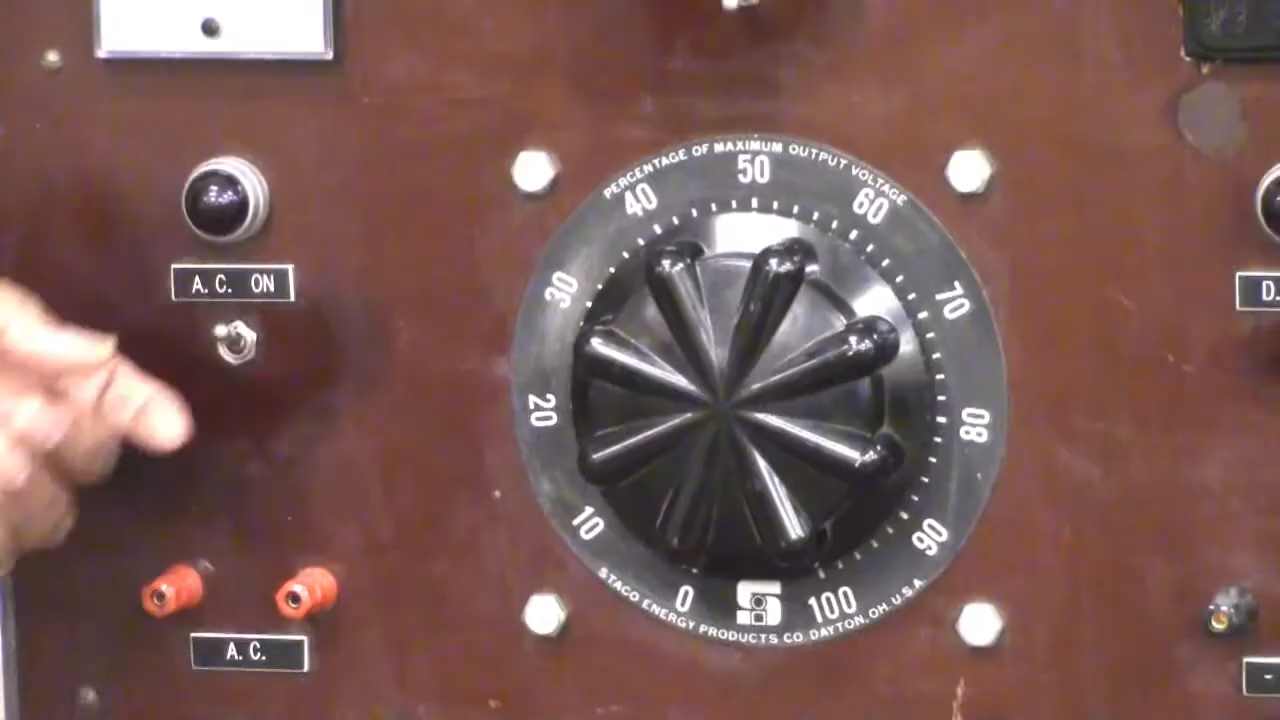 PERCENTAGE OF MAXIMUM OUTPUT VOLTAGE
50
40
60
30
70
20
80
10
90
0
100
STACO ENERGY PRODUCTS CO. DAYTON, OH. U.S.A.
A.C. ON
A.C.
D.
-